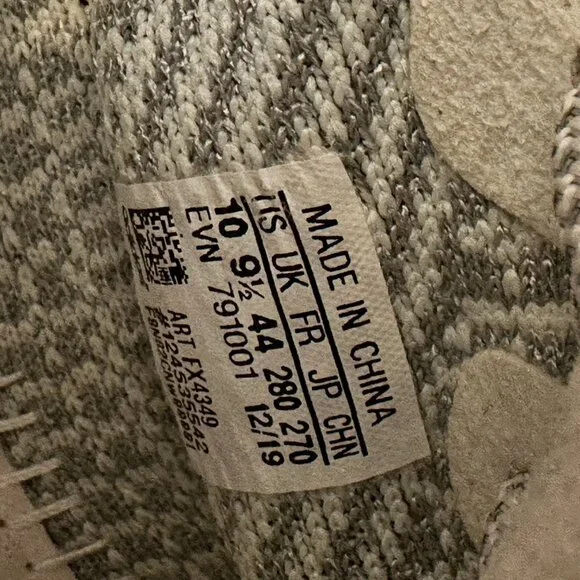 MADE IN CHINA
US UK FR JP CHN
10 9½ 44 280 270
EVN 791001 12/19
ART FX4349